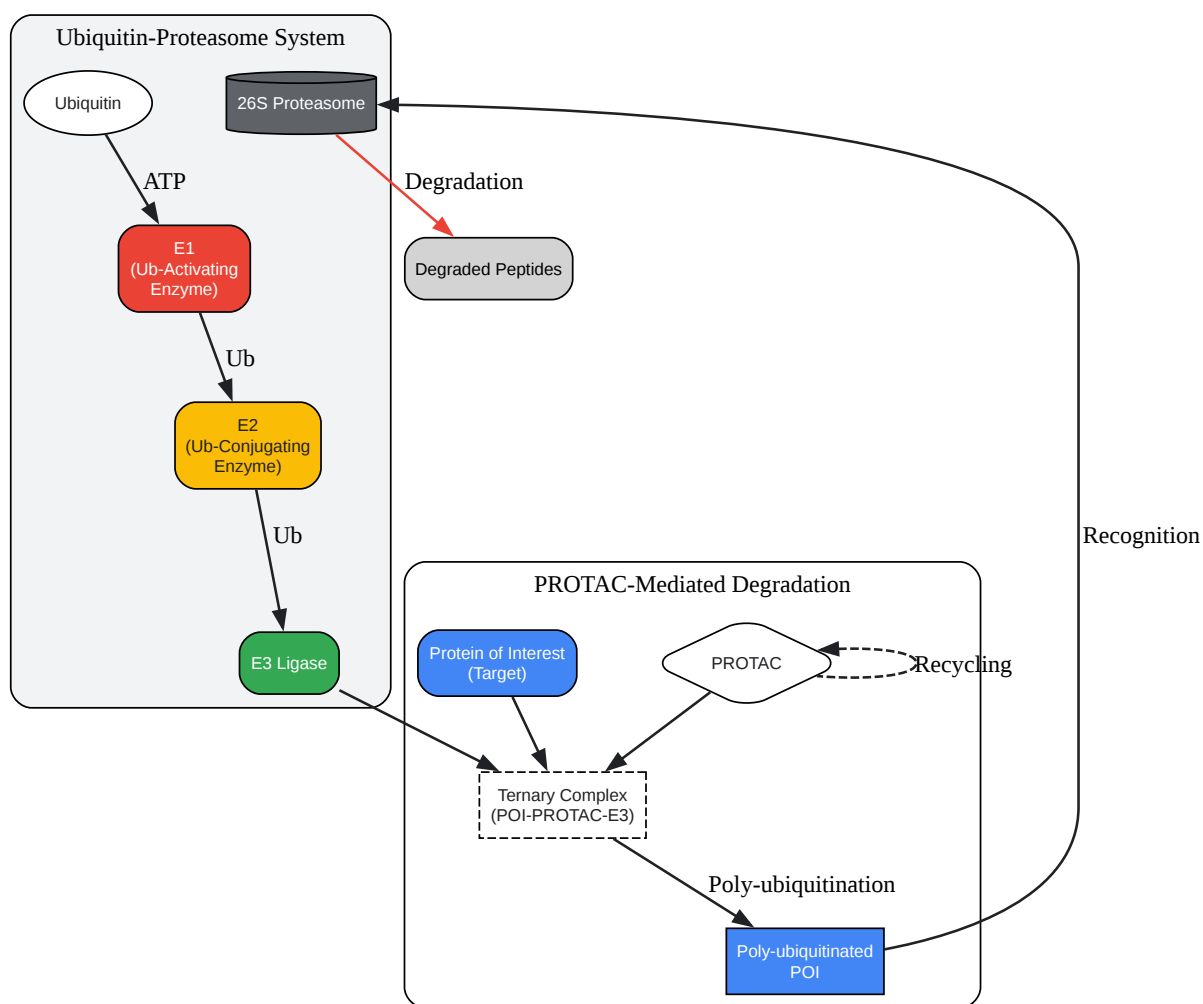 Ubiquitin-Proteasome System
Ubiquitin
26S Proteasome
ATP
Degradation
E1
(Ub-Activating
Enzyme)
Degraded Peptides
Ub
E2
(Ub-Conjugating
Enzyme)
Ub
Recognition
PROTAC-Mediated Degradation
E3 Ligase
Protein of Interest
(Target)
PROTAC
Recycling
Ternary Complex
(POI-PROTAC-E3)
Poly-ubiquitination
Poly-ubiquitinated
POI